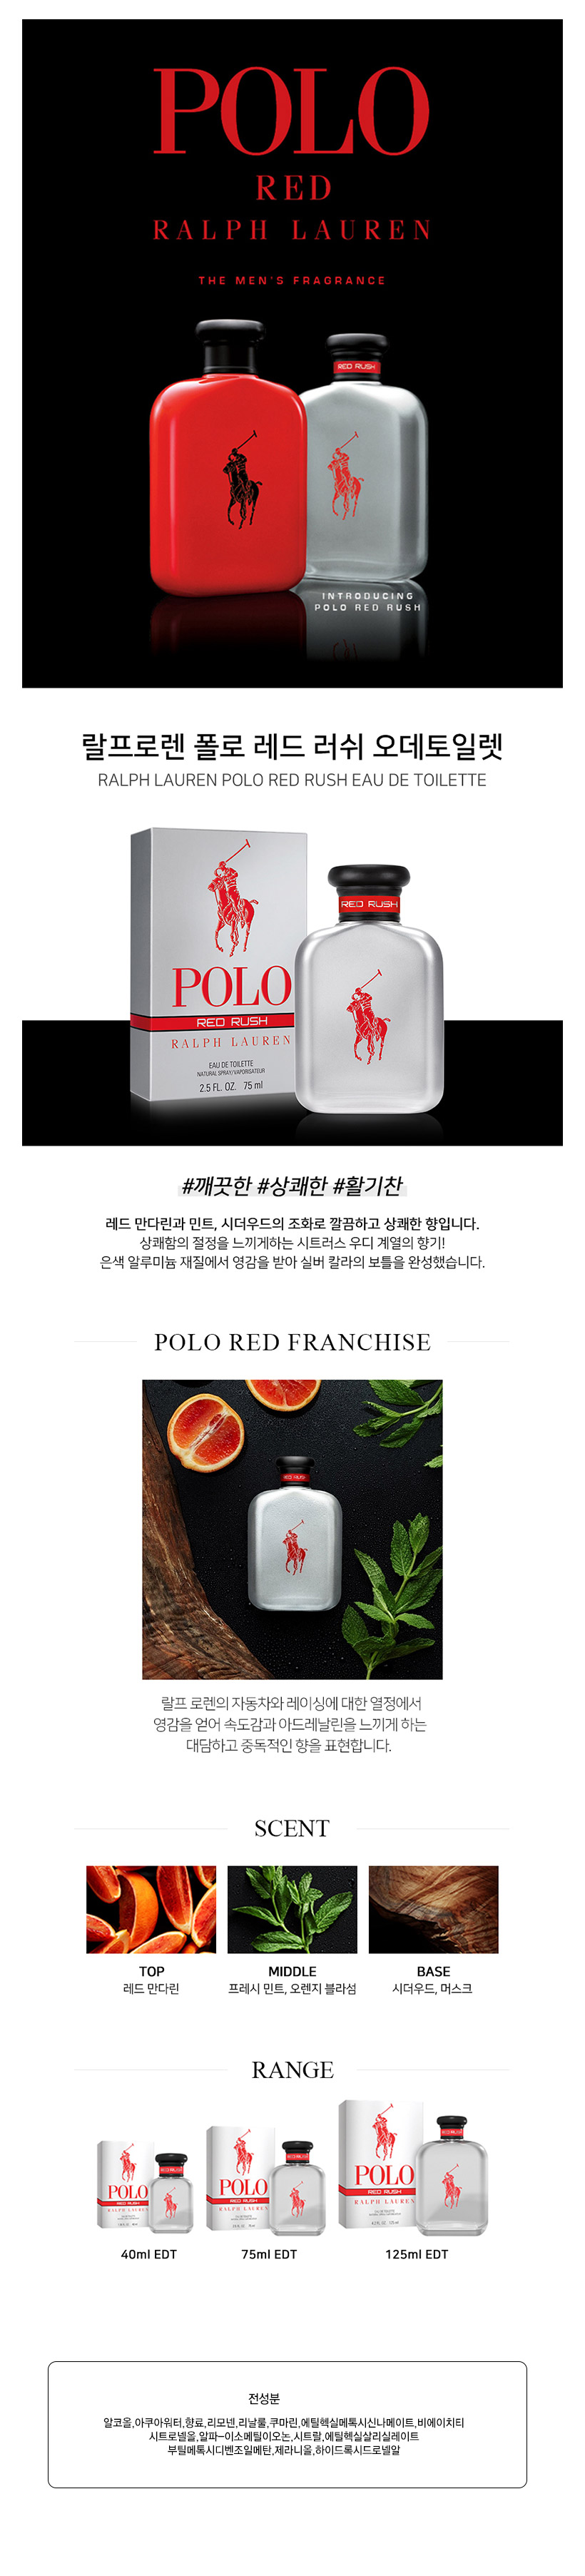 POLO
RED
RALPH LAUREN
THE MEN'S FRAGRANCE
RED RUSH
INTRODUCING
POLO RED RUSH
랄프로렌 폴로 레드 러쉬 오데토일렛
RALPH LAUREN POLO RED RUSH EAU DE TOILETTE
RED RUSH
POLO
RED RUSH
RALPH LAUREN
EAU DE TOILETTE
NATURAL SPRAY/VAPORISATEUR
2.5 FL. OZ. 75 ml
#깨끗한 #상쾌한 #활기찬
레드 만다린과 민트, 시더우드의 조화로 깔끔하고 상쾌한 향입니다.
상쾌함의 절정을 느끼게하는 시트러스 우디 계열의 향기!
은색 알루미늄 재질에서 영감을 받아 실버 칼라의 보틀을 완성했습니다.
POLO RED FRANCHISE
RED RUSH
랄프 로렌의 자동차와 레이싱에 대한 열정에서
영감을 얻어 속도감과 아드레날린을 느끼게 하는
대담하고 중독적인 향을 표현합니다.
SCENT
TOP
레드 만다린
MIDDLE
프레시 민트, 오렌지 블라섬
BASE
시더우드, 머스크
RANGE
POLO
RED RUSH
RALPH LAUREN
POLO
RED RUSH
RALPH LAUREN
POLO
RED RUSH
RALPH LAUREN
40ml EDT
75ml EDT
125ml EDT
전성분
알코올,아쿠아워터,향료,리모넨,리날룰,쿠마린,에틸헥실메톡시신나메이트,비에이치티
시트로넬올,알파-이소메틸이오논,시트랄,에틸헥실살리실레이트
부틸메톡시디벤조일메탄,제라니올,하이드록시드로넬알